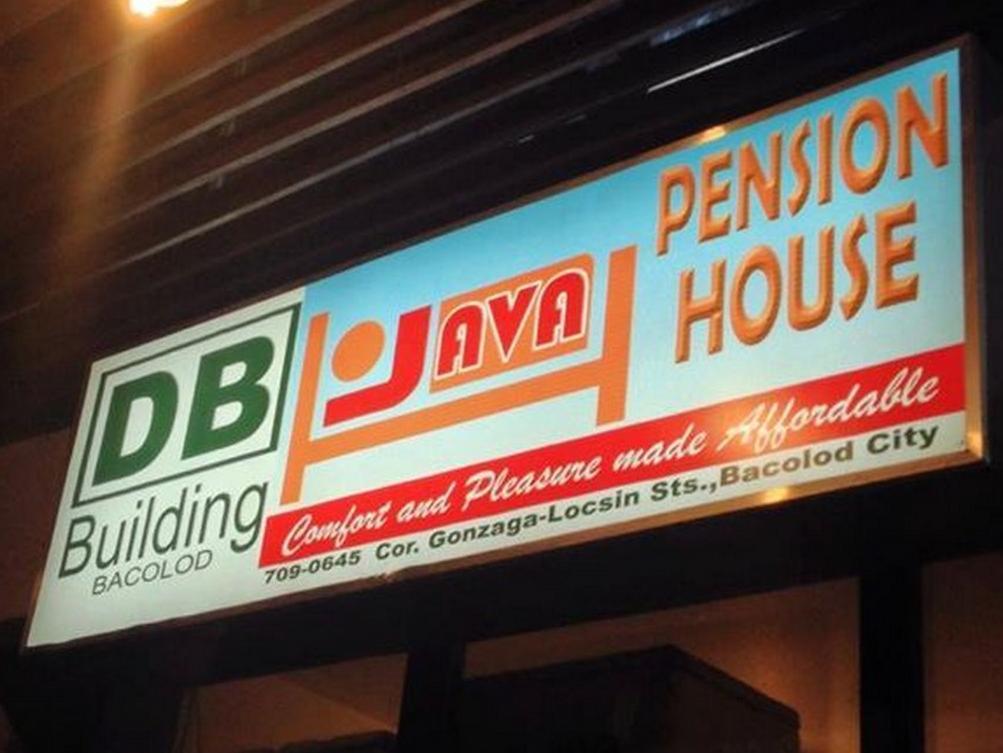 DB
Building
BACOLOD
JAVA
PENSION
HOUSE
Comfort and Pleasure made Affordable
709-0645 Cor. Gonzaga-Locsin Sts.,Bacolod City